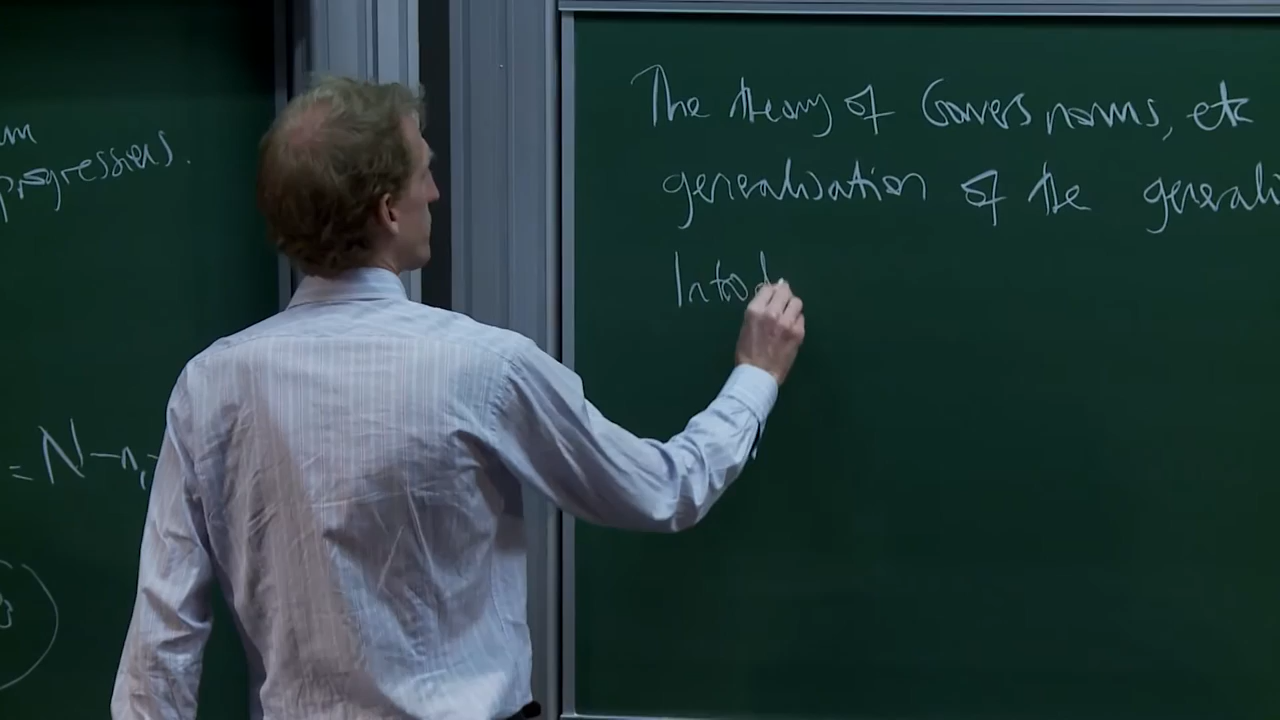 progressions.
= N - n,
The theory of Gowers norms, etc
generalisation of the generali
Introd